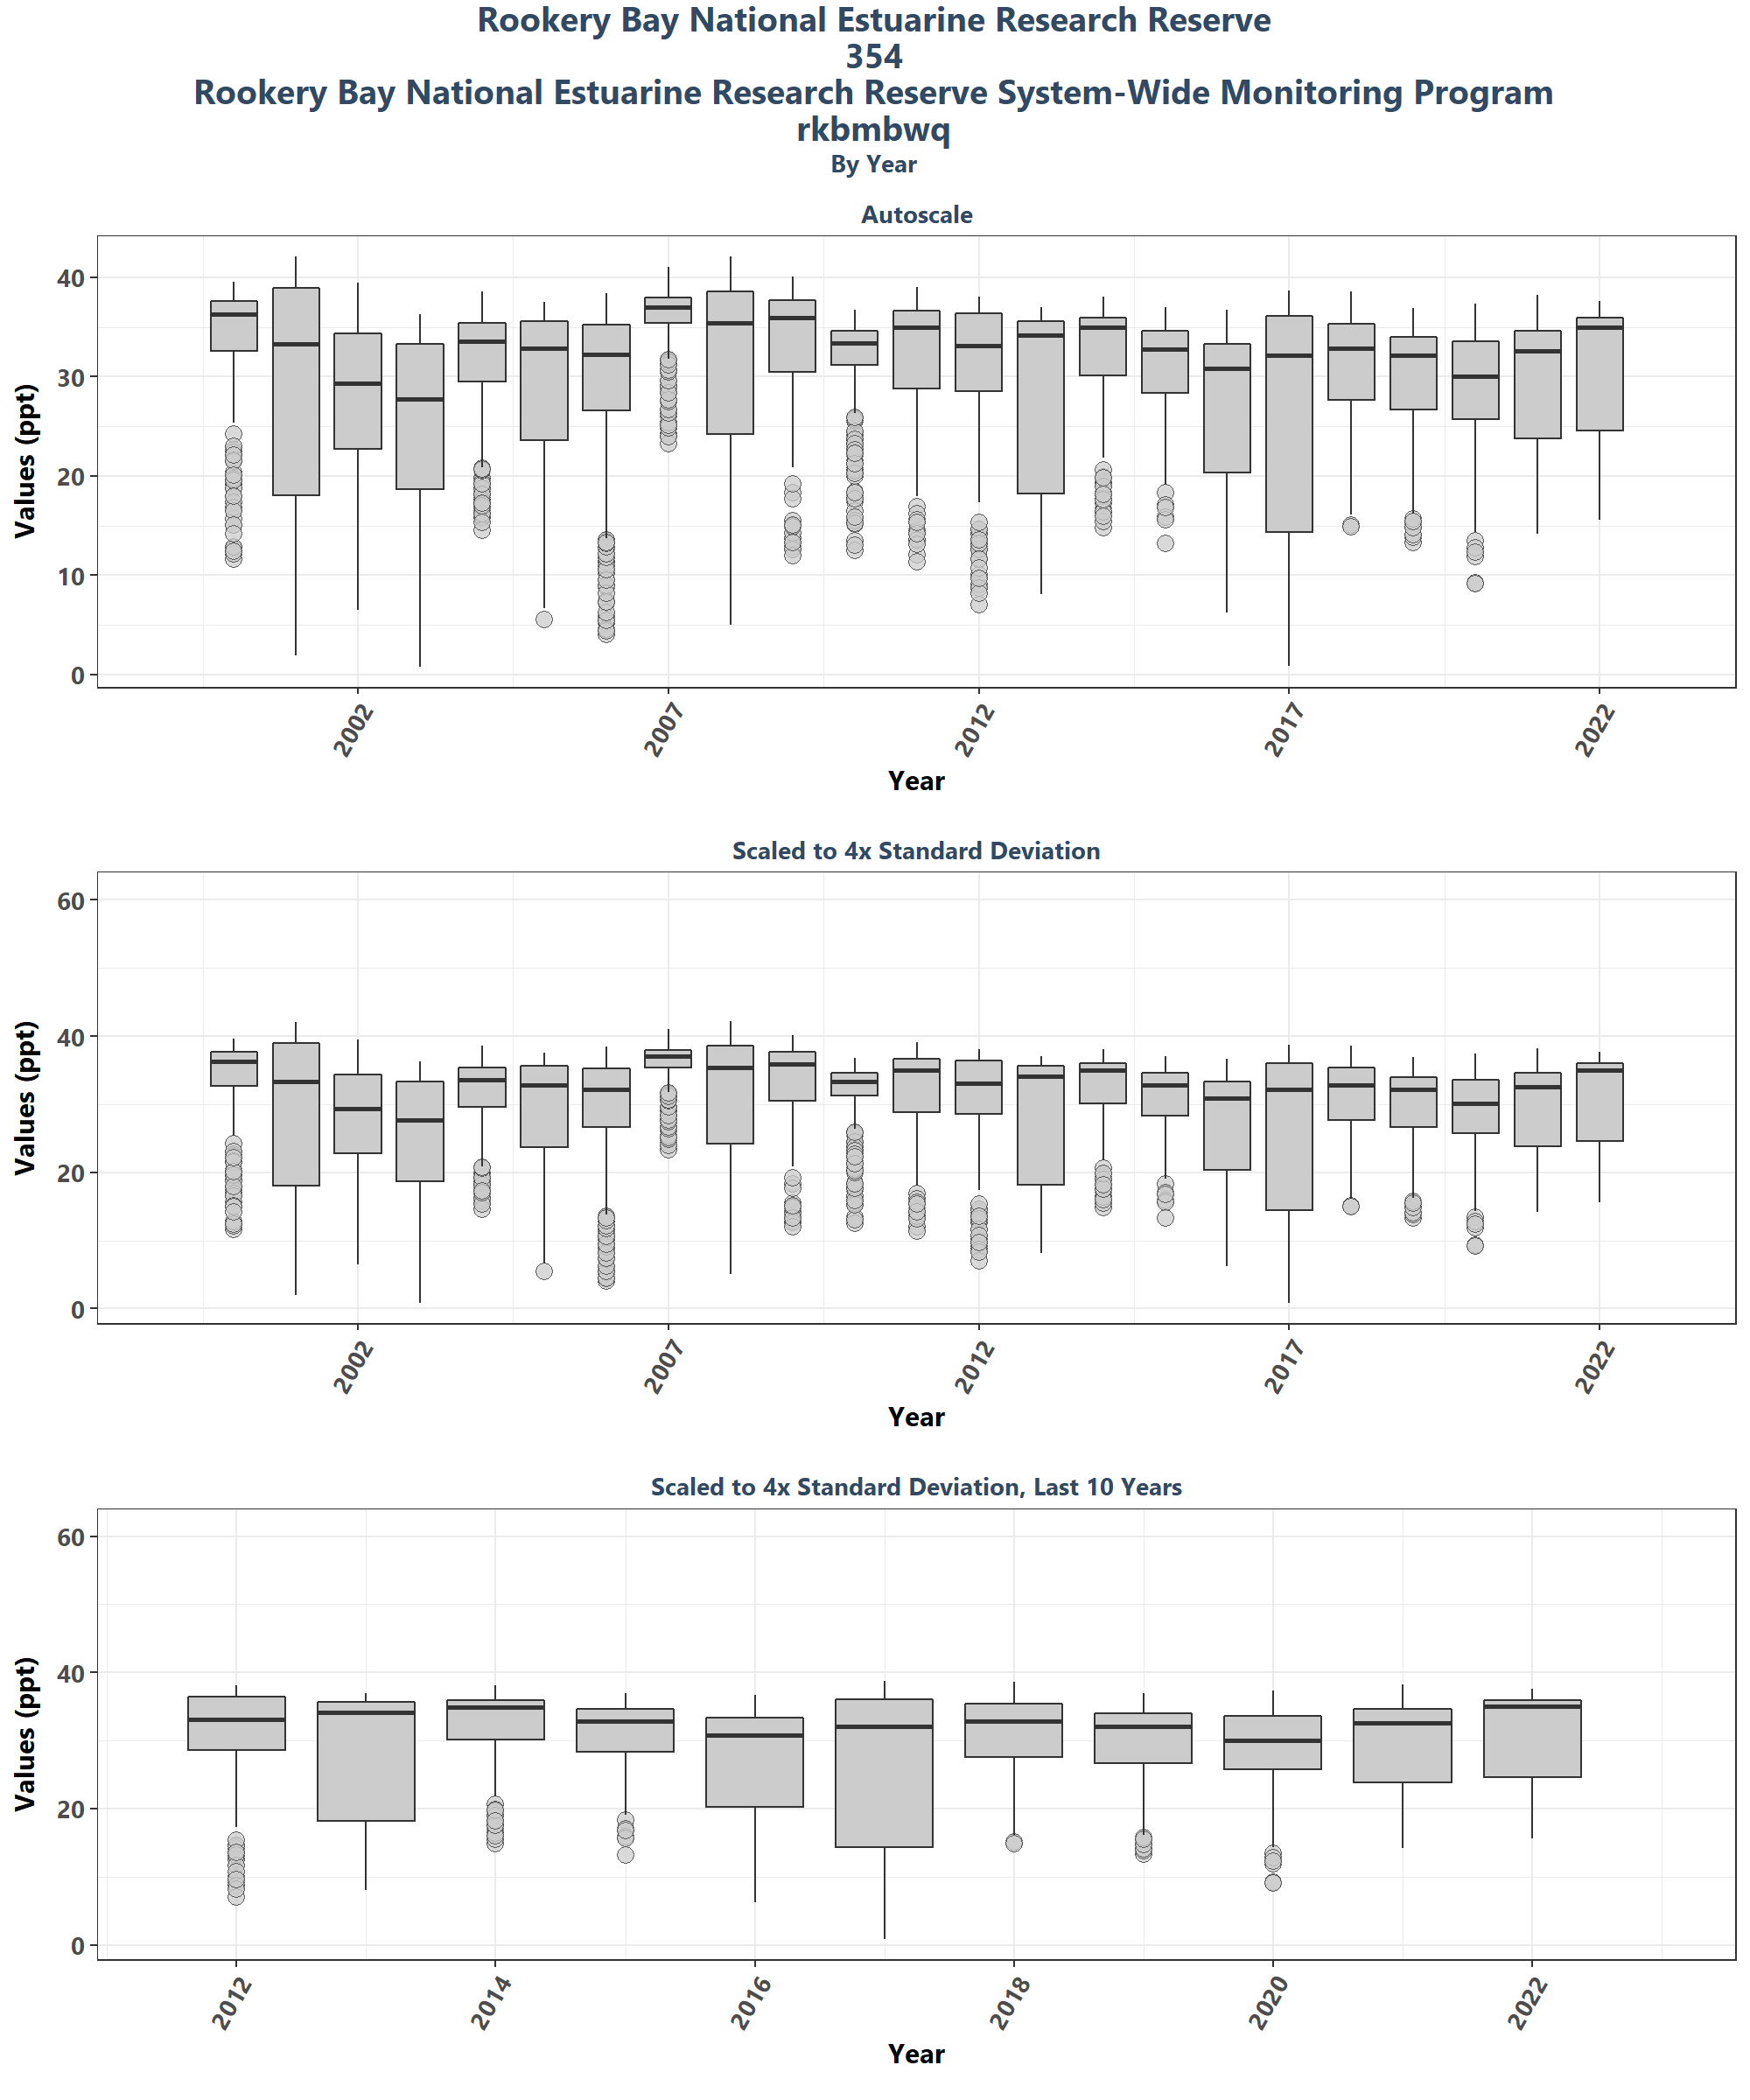 Rookery Bay National Estuarine Research Reserve
354
Rookery Bay National Estuarine Research Reserve System-Wide Monitoring Program
rkbmbwq
By Year
Autoscale
Values (ppt)
40
30
20
10
0
2002
2007
2012
2017
2022
Year
Scaled to 4x Standard Deviation
Values (ppt)
60
40
20
0
2002
2007
2012
2017
2022
Year
Scaled to 4x Standard Deviation, Last 10 Years
Values (ppt)
60
40
20
0
2012
2014
2016
2018
2020
2022
Year